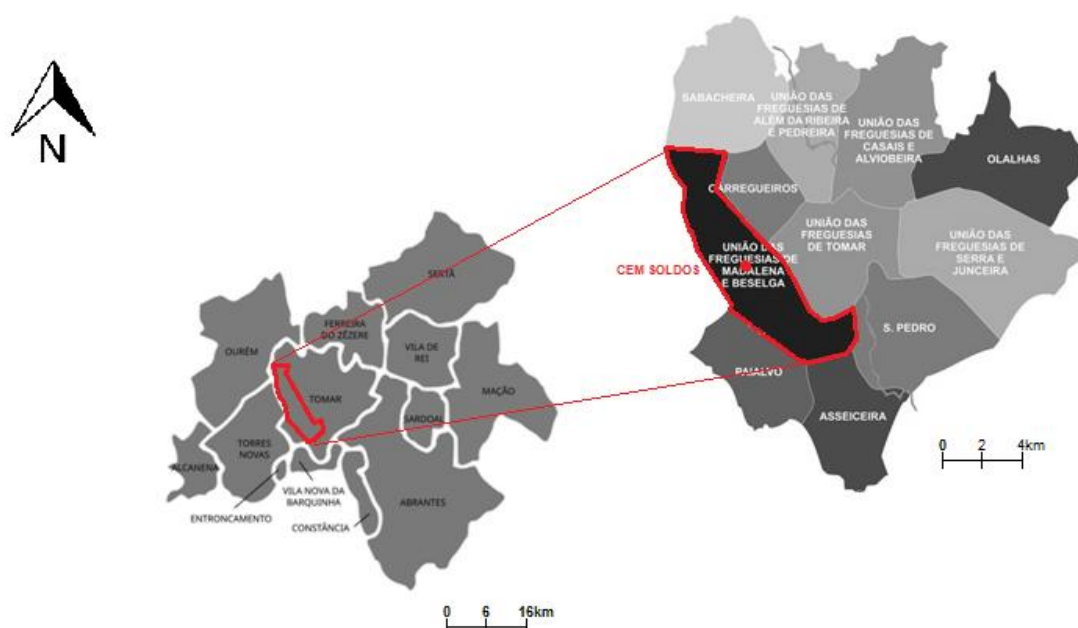 N
SABACHEIRA
UNIÃO DAS
FREGUESIAS DE
ALÉM DA RIBEIRA
E PEDREIRA
UNIÃO DAS
FREGUESIAS DE
CASAIS E
ALVIOBEIRA
OLALHAS
CARREGUEIROS
UNIÃO DAS
FREGUESIAS
DE TOMAR
UNIÃO DAS
FREGUESIAS DE
SERRA E
JUNCEIRA
UNIÃO DAS
FREGUESIAS DE
MADALENA
E BESELGA
CEM SOLDOS
S. PEDRO
PAIALVO
ASSEICEIRA
0 2 4km
SERTÃ
FERREIRA
DO ZÊZERE
OURÉM
VILA DE
REI
MAÇÃO
TOMAR
SARDOAL
TORRES
NOVAS
ALCANENA
VILA NOVA DA
BARQUINHA
ABRANTES
ENTRONCAMENTO
CONSTÂNCIA
0 6 16km